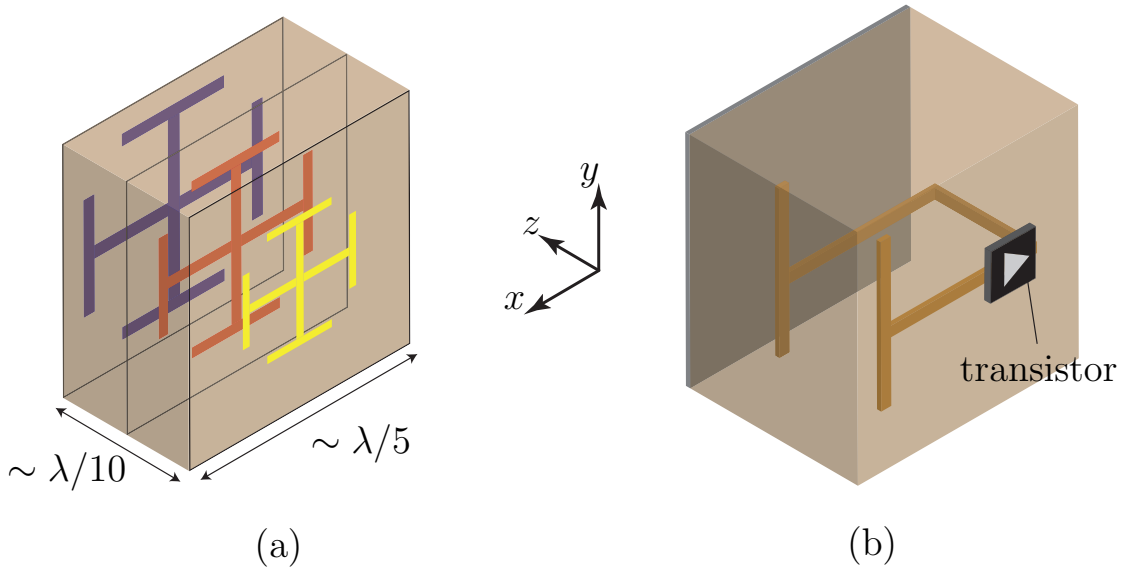 y
z
x
transistor
∼ λ/5
∼ λ/10
(a)
(b)